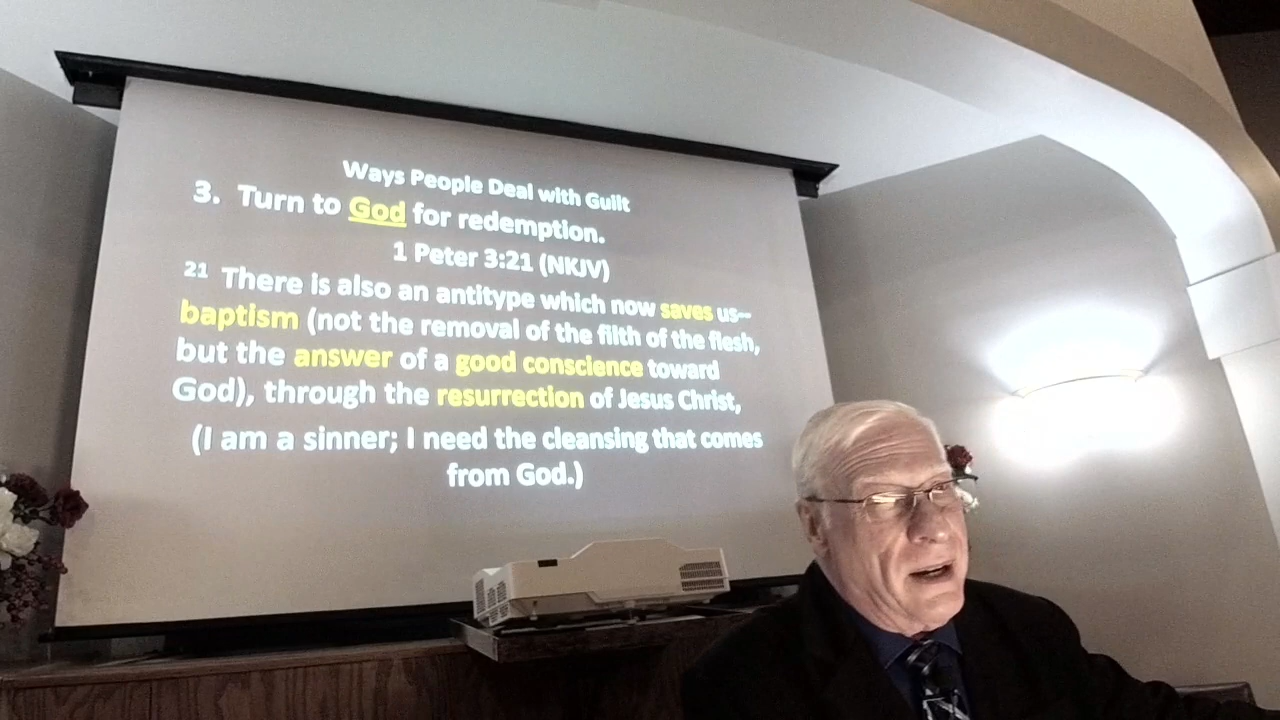 Ways People Deal with Guilt
3. Turn to God for redemption.
1 Peter 3:21 (NKJV)
21 There is also an antitype which now saves us--
baptism (not the removal of the filth of the flesh,
but the answer of a good conscience toward
God), through the resurrection of Jesus Christ,
(I am a sinner; I need the cleansing that comes
from God.)